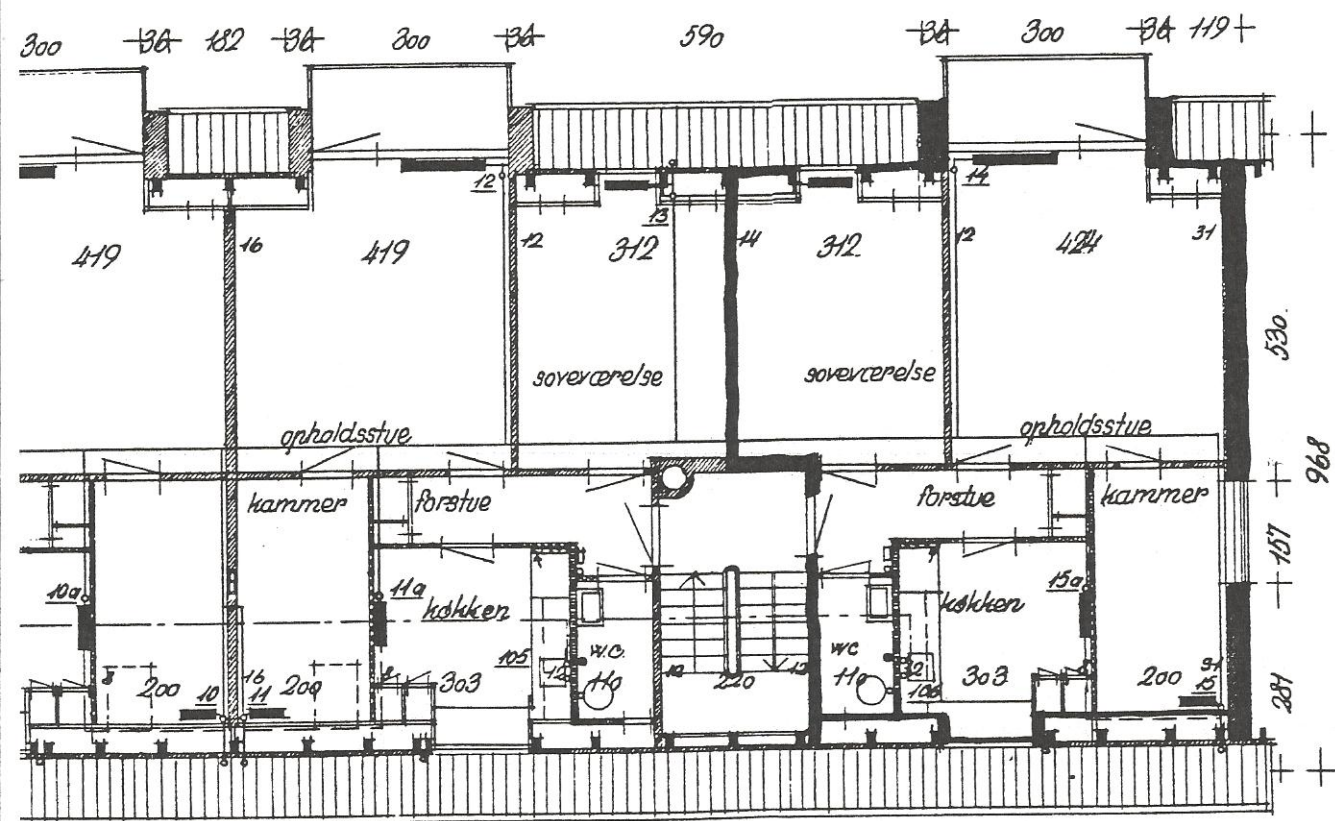 300 36 182 36 300 36 590 36 300 36 119
12 13 14
419 16 419 12 312 14 312 12 424 31
530
soveværelse soveværelse
opholdsstue opholdsstue
968
kammer forstue forstue kammer
157
10a 11a køkken 15a køkken
w.c. wc
105 12 12 106
200 10 16 11 200 303 110 12 220 12 110 303 200 31 15
281